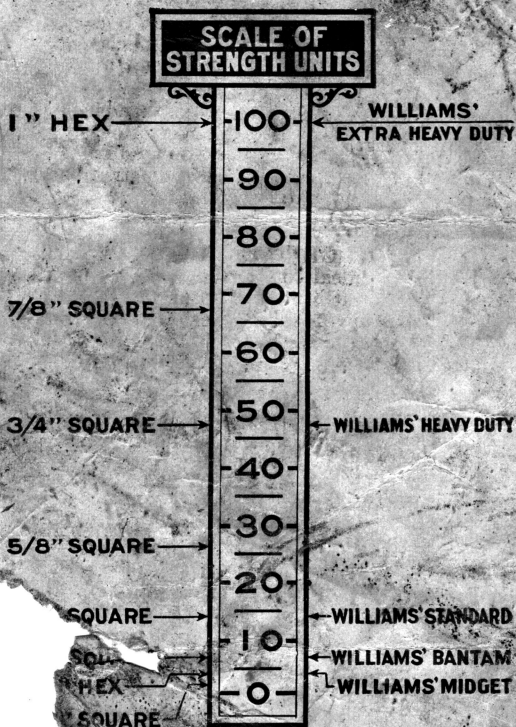 SCALE OF
STRENGTH UNITS
1" HEX
100
WILLIAMS'
EXTRA HEAVY DUTY
90
80
7/8" SQUARE
70
60
50
3/4" SQUARE
WILLIAMS' HEAVY DUTY
40
30
5/8" SQUARE
20
SQUARE
WILLIAMS' STANDARD
10
WILLIAMS' BANTAM
HEX
WILLIAMS' MIDGET
0
SQUARE